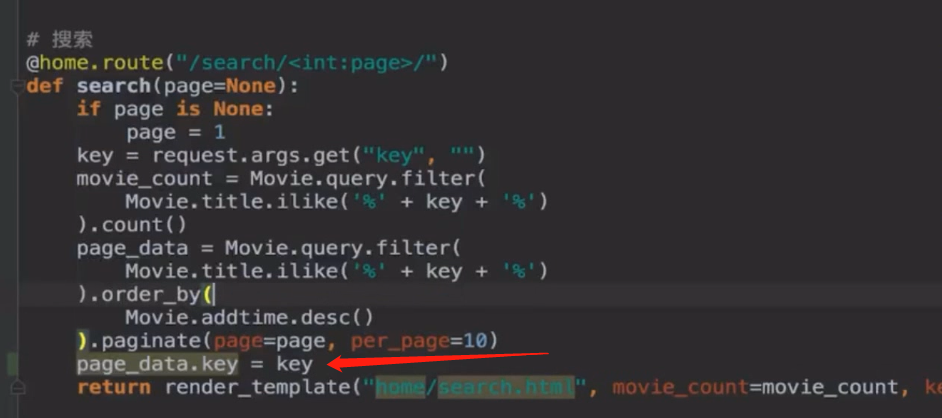 # 搜索
@home.route("/search/<int:page>/")
def search(page=None):
    if page is None:
        page = 1
    key = request.args.get("key", "")
    movie_count = Movie.query.filter(
        Movie.title.ilike('%' + key + '%')
    ).count()
    page_data = Movie.query.filter(
        Movie.title.ilike('%' + key + '%')
    ).order_by(
        Movie.addtime.desc()
    ).paginate(page=page, per_page=10)
    page_data.key = key
    return render_template("home/search.html", movie_count=movie_count,